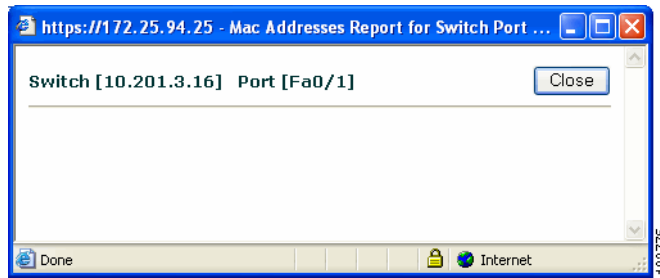 https://172.25.94.25 - Mac Addresses Report for Switch Port ...
Switch [10.201.3.16] Port [Fa0/1]
Close
Done
Internet